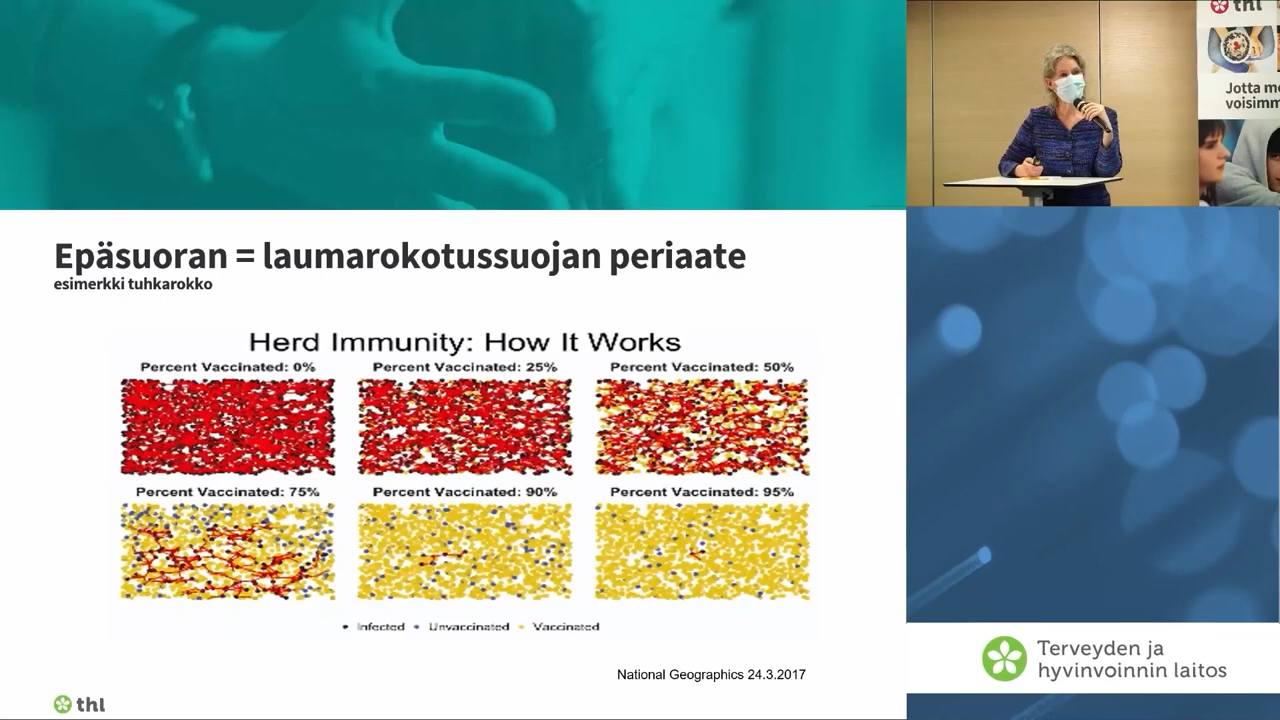 Epäsuoran = laumarokotussuojan periaate
esimerkki tuhkarokko
Herd Immunity: How It Works
Percent Vaccinated: 0%
Percent Vaccinated: 25%
Percent Vaccinated: 50%
Percent Vaccinated: 75%
Percent Vaccinated: 90%
Percent Vaccinated: 95%
Infected
Unvaccinated
Vaccinated
National Geographics 24.3.2017
thl
thl
Jotta
Terveyden ja
hyvinvoinnin laitos